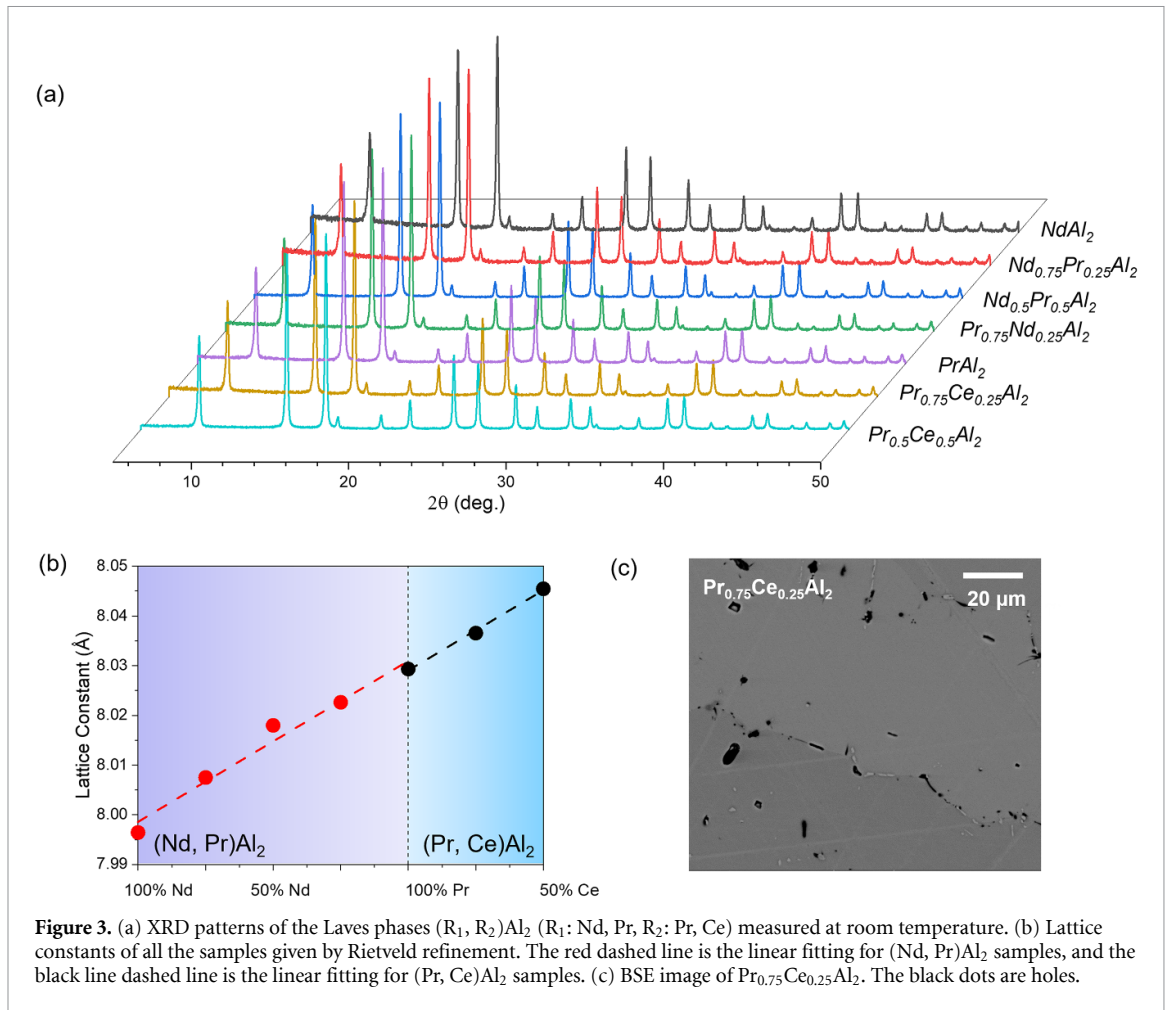 (a)
NdAl₂
Nd₀.₇₅Pr₀.₂₅Al₂
Nd₀.₅Pr₀.₅Al₂
Pr₀.₇₅Nd₀.₂₅Al₂
PrAl₂
Pr₀.₇₅Ce₀.₂₅Al₂
Pr₀.₅Ce₀.₅Al₂
10 20 30 40 50
2θ (deg.)
(b)
Lattice Constant (Å)
8.05
8.04
8.03
8.02
8.01
8.00
7.99
(Nd, Pr)Al₂ (Pr, Ce)Al₂
100% Nd 50% Nd 100% Pr 50% Ce
(c)
Pr₀.₇₅Ce₀.₂₅Al₂
20 μm
Figure 3. (a) XRD patterns of the Laves phases (R₁, R₂)Al₂ (R₁: Nd, Pr, R₂: Pr, Ce) measured at room temperature. (b) Lattice
constants of all the samples given by Rietveld refinement. The red dashed line is the linear fitting for (Nd, Pr)Al₂ samples, and the
black line dashed line is the linear fitting for (Pr, Ce)Al₂ samples. (c) BSE image of Pr₀.₇₅Ce₀.₂₅Al₂. The black dots are holes.